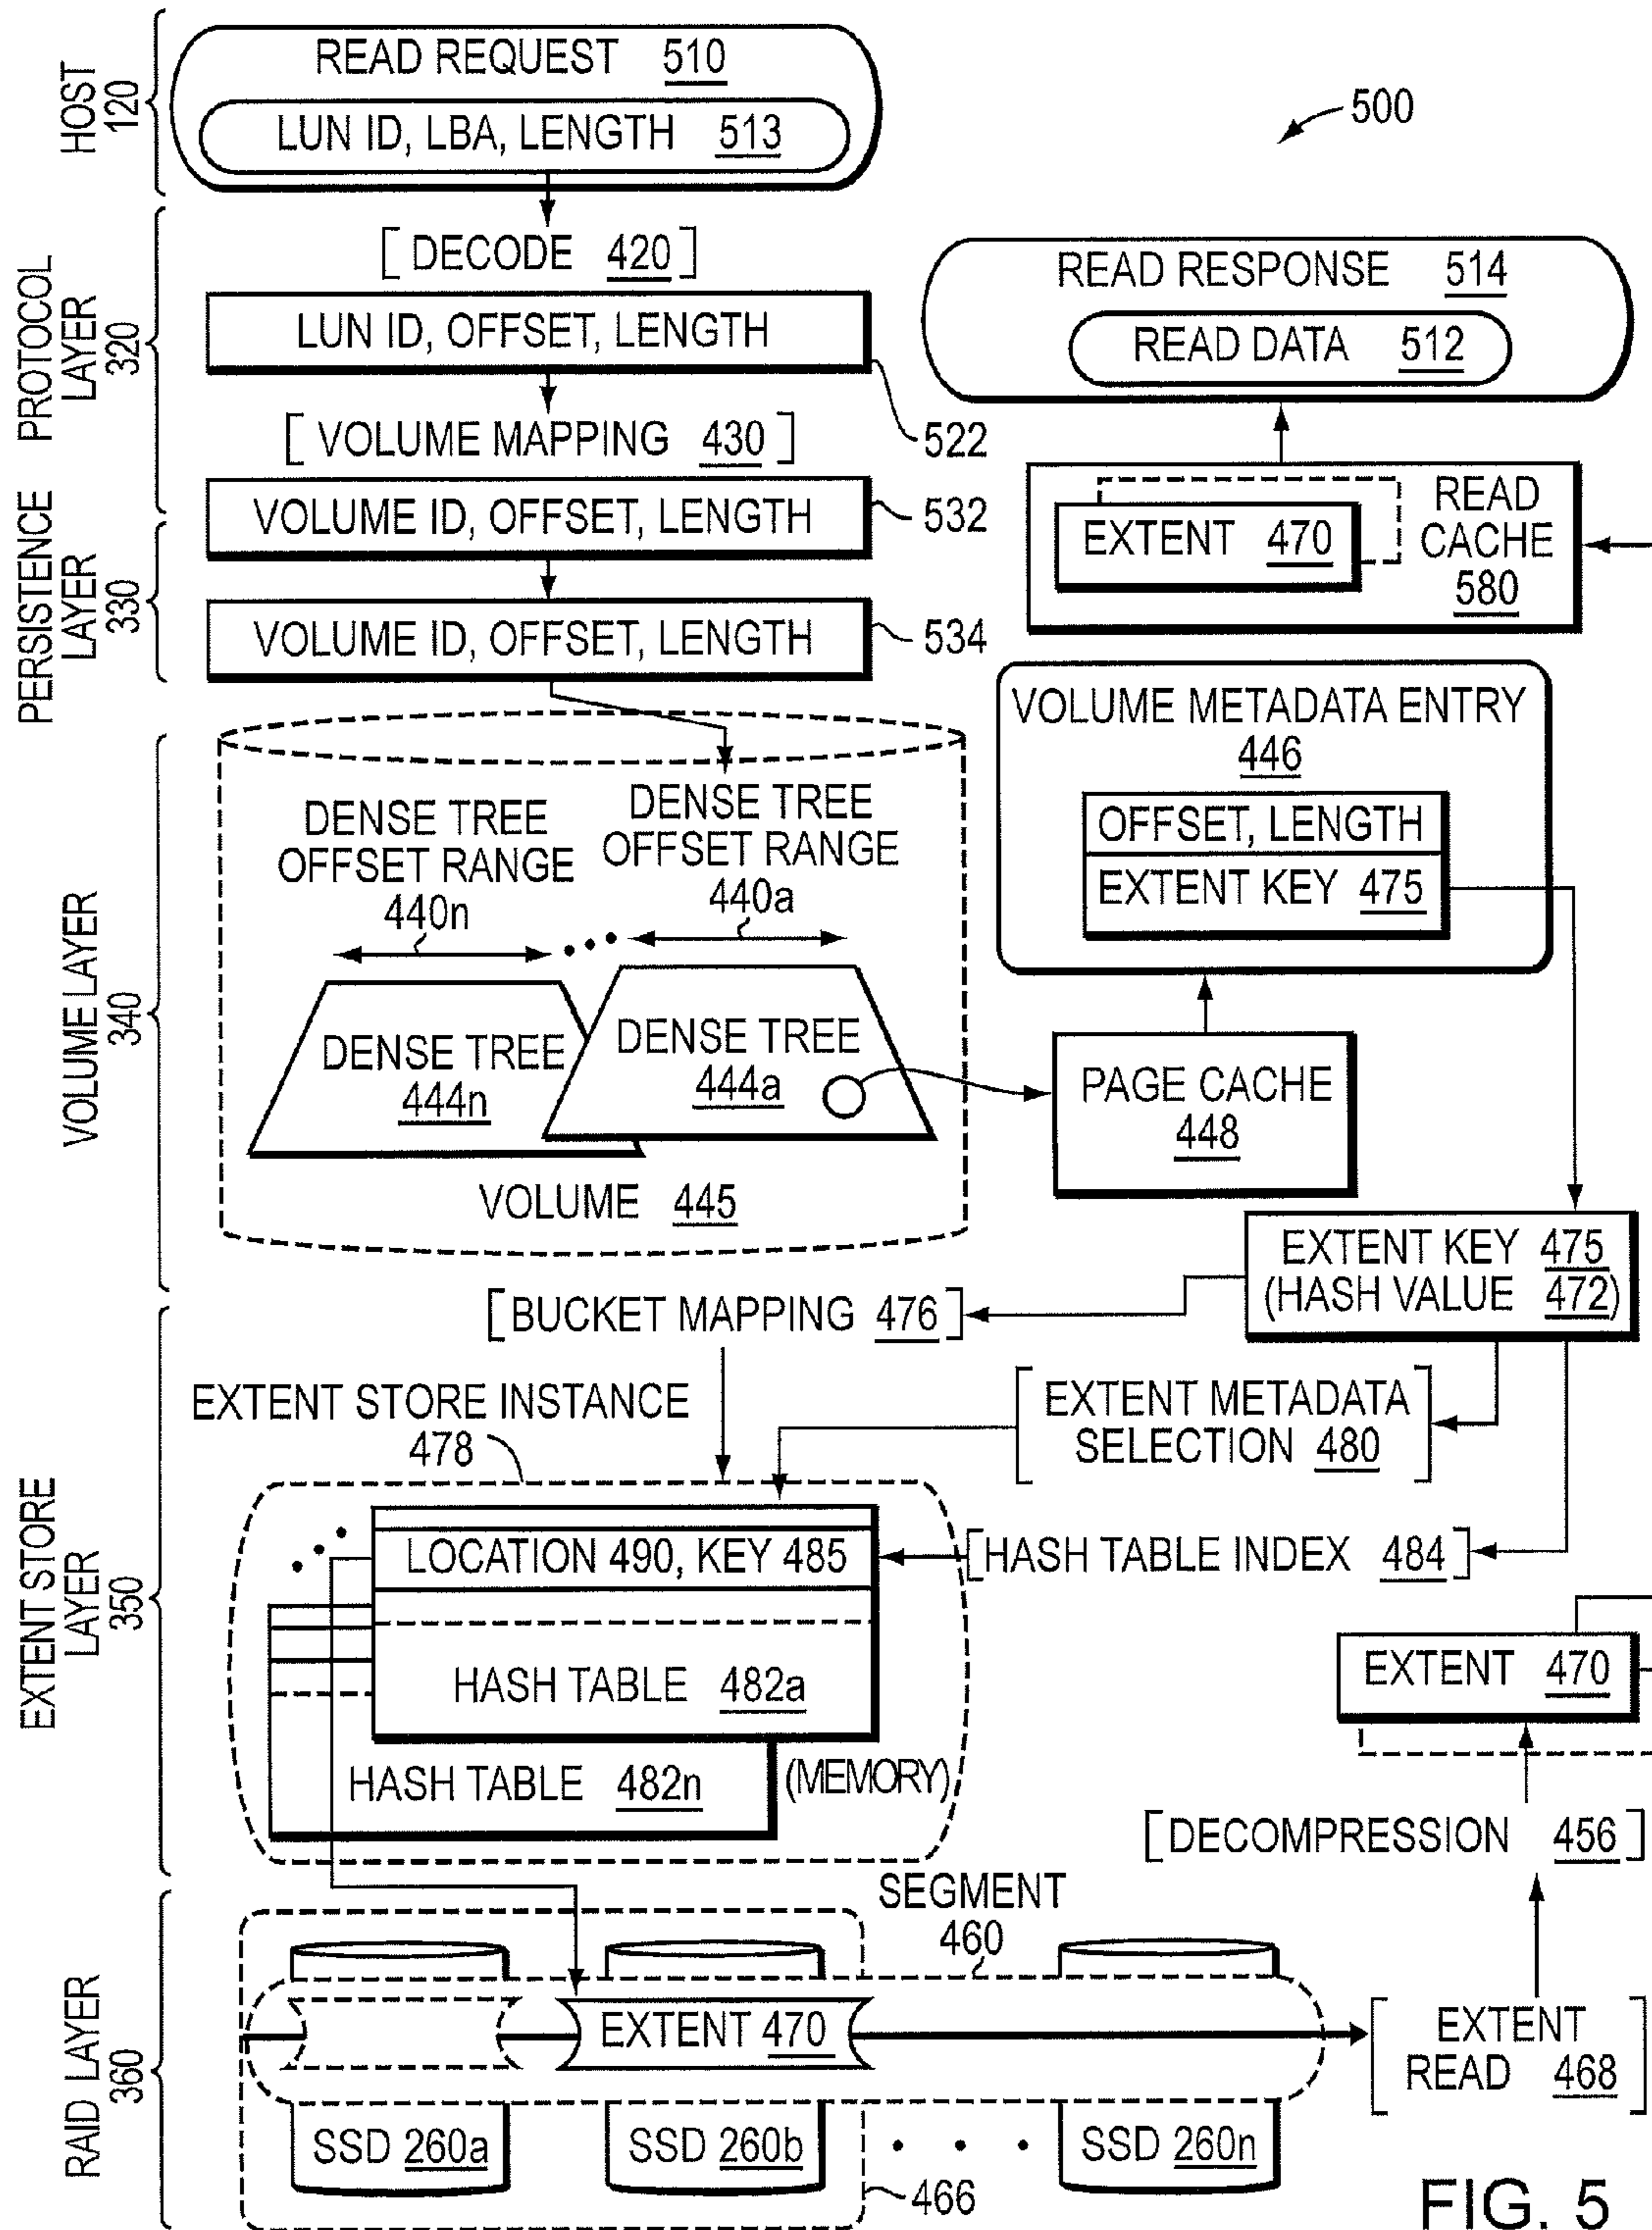 HOST
120
READ REQUEST 510
LUN ID, LBA, LENGTH 513
500
PROTOCOL
LAYER
320
[ DECODE 420 ]
LUN ID, OFFSET, LENGTH
522
[ VOLUME MAPPING 430 ]
VOLUME ID, OFFSET, LENGTH
532
PERSISTENCE
LAYER
330
VOLUME ID, OFFSET, LENGTH
534
READ RESPONSE 514
READ DATA 512
EXTENT 470
READ
CACHE
580
VOLUME LAYER
340
DENSE TREE
OFFSET RANGE
440n
DENSE TREE
OFFSET RANGE
440a
DENSE TREE
444n
DENSE TREE
444a
VOLUME 445
VOLUME METADATA ENTRY
446
OFFSET, LENGTH
EXTENT KEY 475
PAGE CACHE
448
EXTENT KEY 475
(HASH VALUE 472)
EXTENT STORE
LAYER
350
[BUCKET MAPPING 476]
EXTENT STORE INSTANCE
478
[EXTENT METADATA
SELECTION 480]
LOCATION 490, KEY 485
[HASH TABLE INDEX 484]
HASH TABLE 482a
HASH TABLE 482n
(MEMORY)
EXTENT 470
[DECOMPRESSION 456]
RAID LAYER
360
SEGMENT
460
EXTENT 470
[EXTENT
READ 468]
SSD 260a
SSD 260b
. . .
SSD 260n
466
FIG. 5